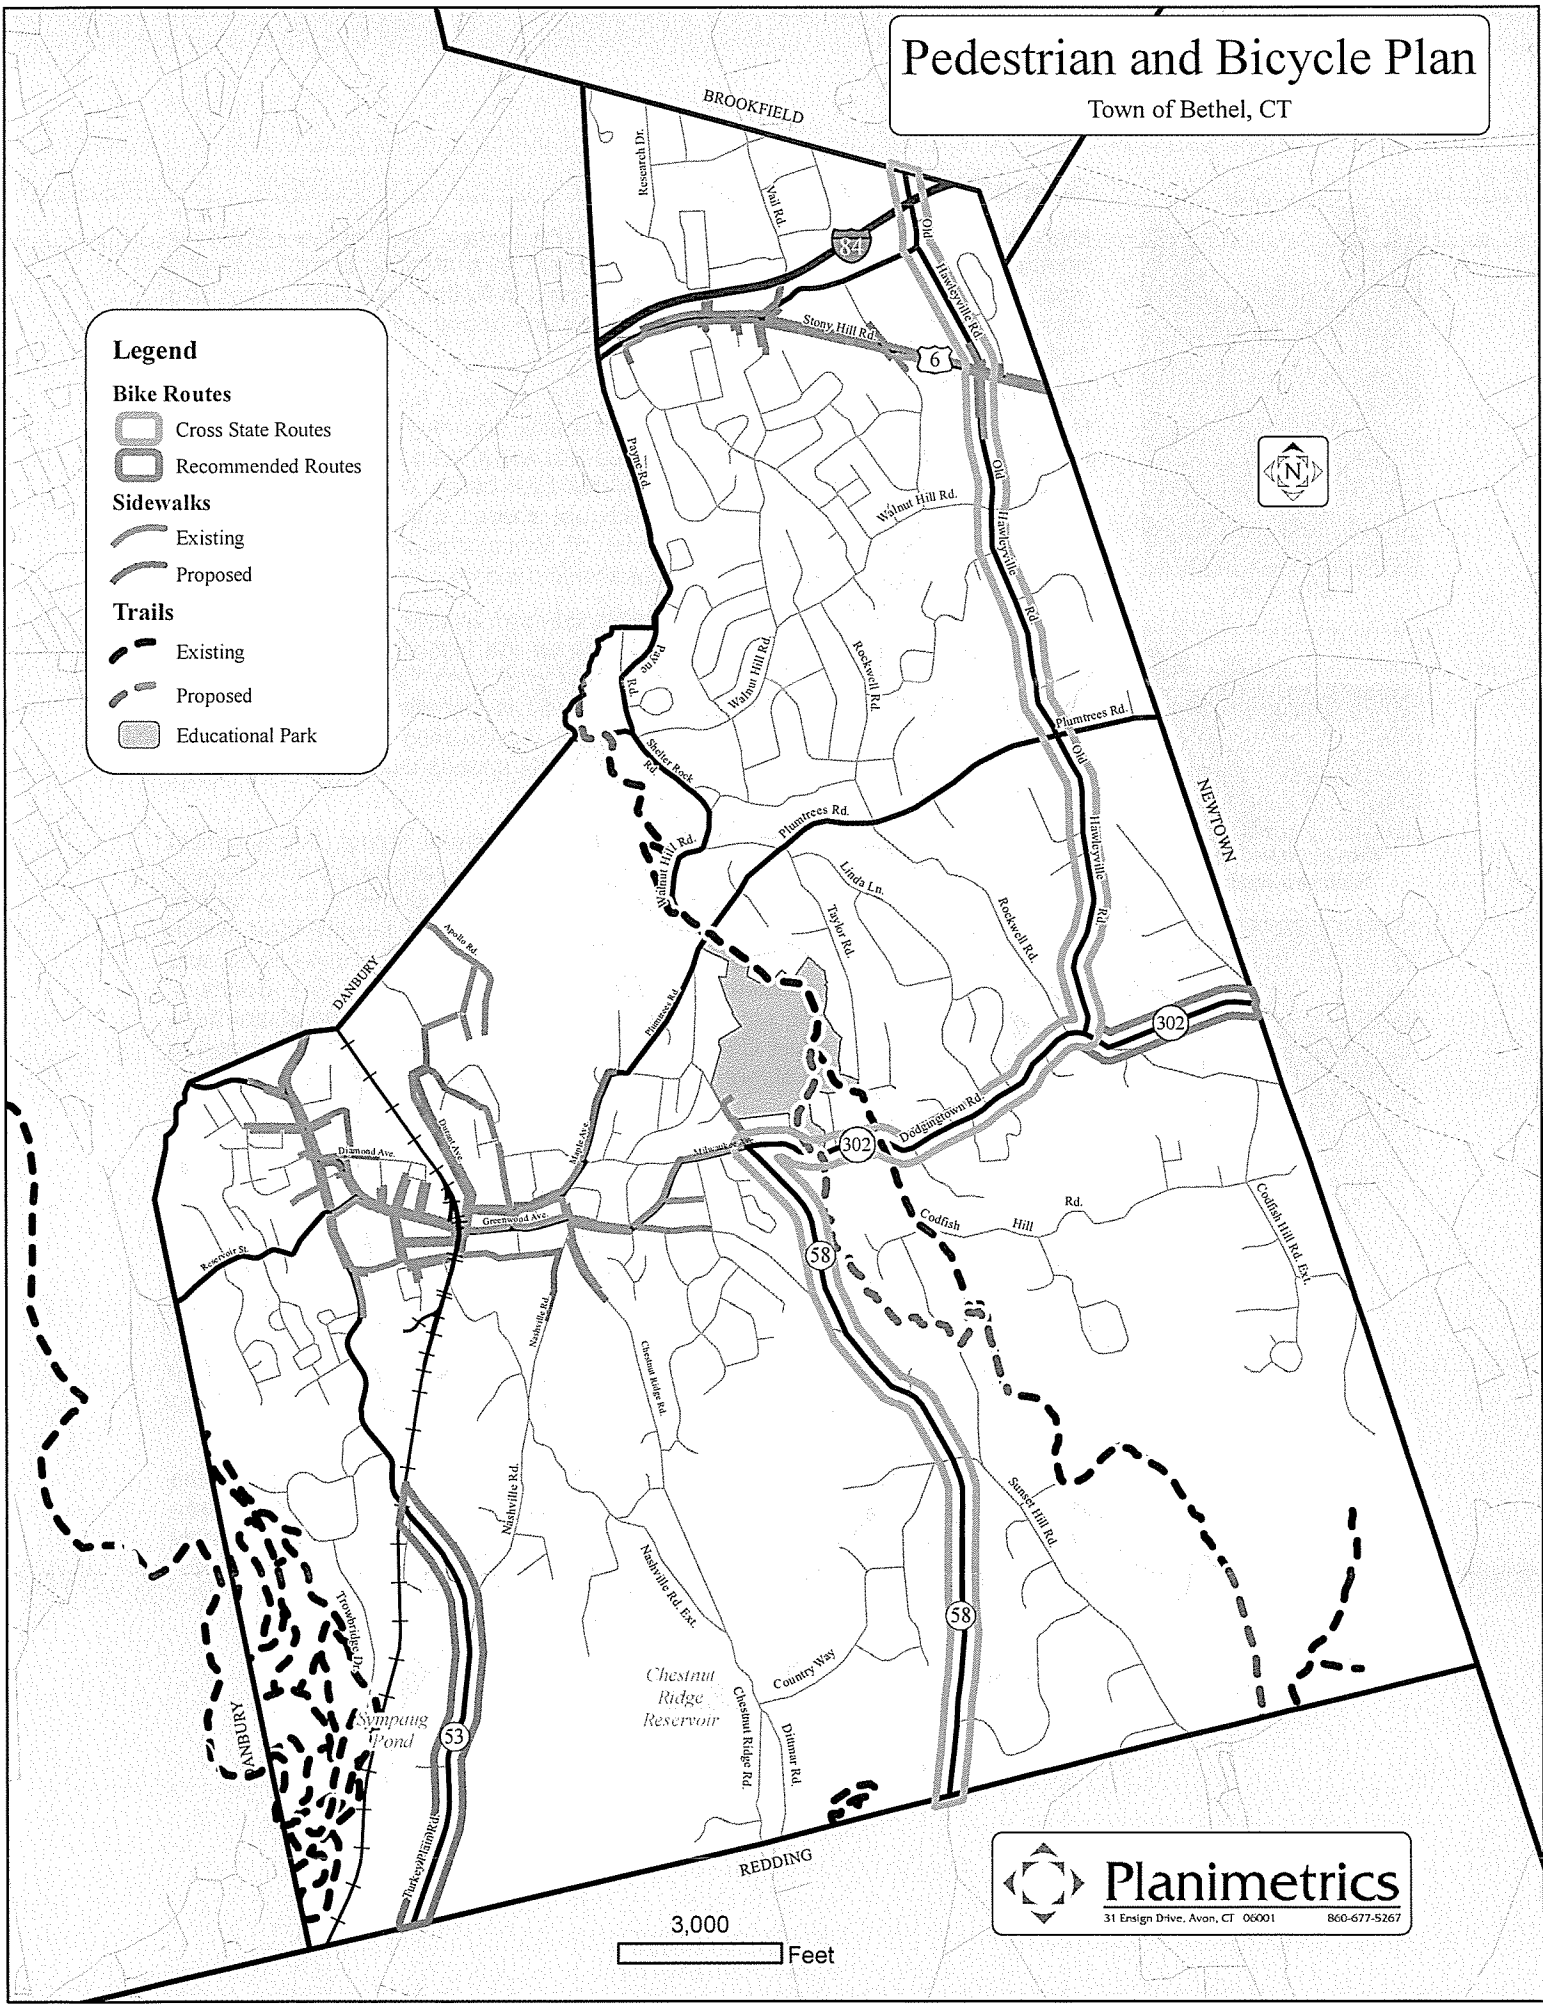 Pedestrian and Bicycle Plan
Town of Bethel, CT
BROOKFIELD
Research Dr.
Vail Rd.
84
Old
Hawleyville Rd.
Stony Hill Rd.
6
Legend
Bike Routes
Cross State Routes
Recommended Routes
Sidewalks
Existing
Proposed
Trails
Existing
Proposed
Educational Park
N
Payne Rd.
Old
Walnut Hill Rd.
Hawleyville
Rd.
Payne
Rd.
Walnut Hill Rd.
Rockwell Rd.
Plumtrees Rd.
Old
Shelter Rock
Rd.
NEWTOWN
Plumtrees Rd.
Walnut Hill Rd.
Linda Ln.
Hawleyville
Rd.
Taylor Rd.
Rockwell Rd.
Apollo Rd.
DANBURY
Plumtrees Rd.
302
Durant Ave.
Maple Ave.
Diamond Ave.
Milwaukee Ave.
302
Dodgingtown Rd.
Greenwood Ave.
Codfish
Hill
Rd.
Codfish Hill Rd. Ext.
Reservoir St.
58
Nashville Rd.
Chestnut Ridge Rd.
Nashville Rd.
Sunset Hill Rd.
Nashville Rd. Ext.
Trowbridge Dr.
58
Chestnut
Ridge
Reservoir
Country Way
Chestnut Ridge Rd.
Dittmar Rd.
Sympaug
Pond
53
DANBURY
Turkey Plain Rd.
REDDING
Planimetrics
31 Ensign Drive, Avon, CT 06001 860-677-5267
3,000
Feet